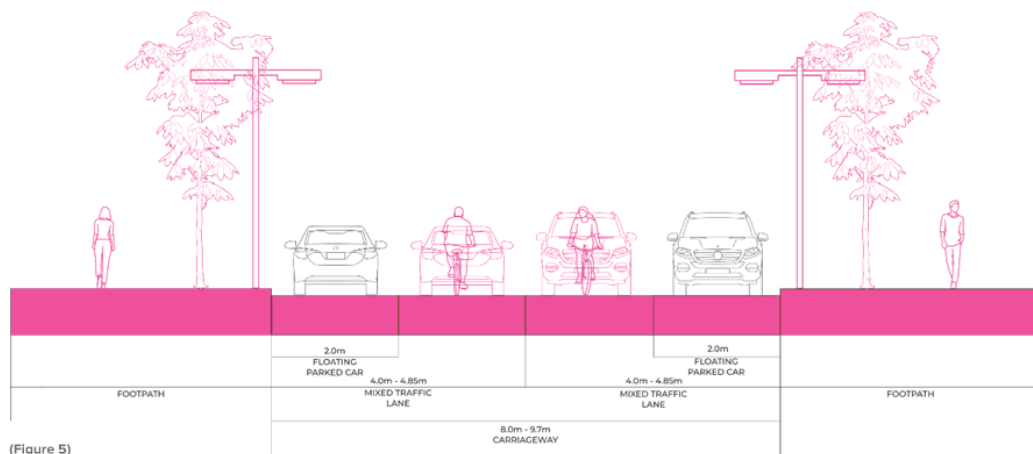 2.0m
FLOATING
PARKED CAR
2.0m
FLOATING
PARKED CAR
4.0m - 4.85m
MIXED TRAFFIC
LANE
4.0m - 4.85m
MIXED TRAFFIC
LANE
FOOTPATH
FOOTPATH
8.0m - 9.7m
CARRIAGEWAY
(Figure 5)